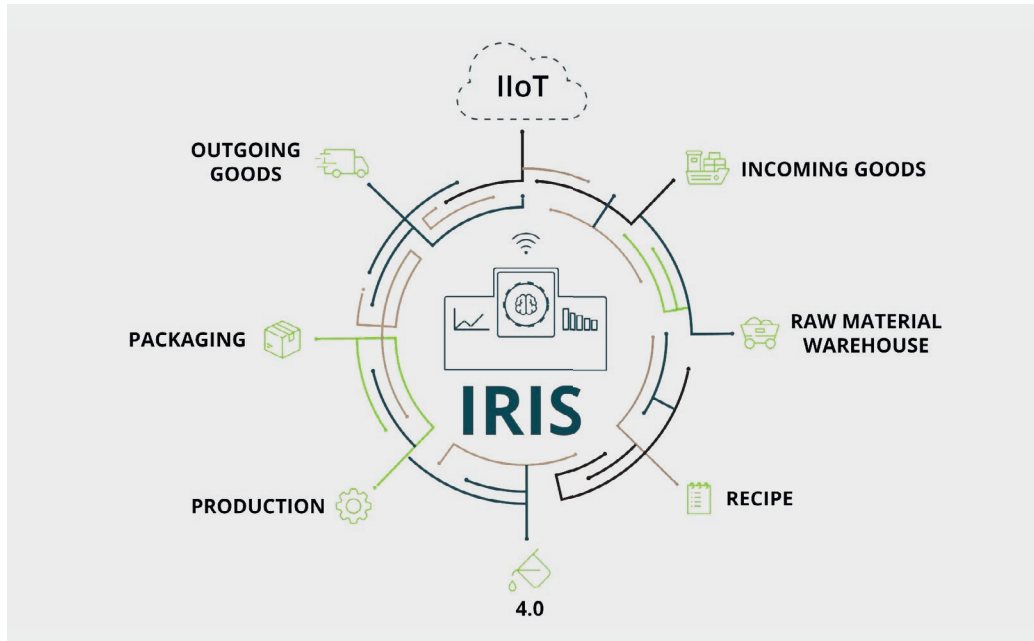 IIoT
OUTGOING
GOODS
INCOMING GOODS
PACKAGING
RAW MATERIAL
WAREHOUSE
IRIS
PRODUCTION
RECIPE
4.0